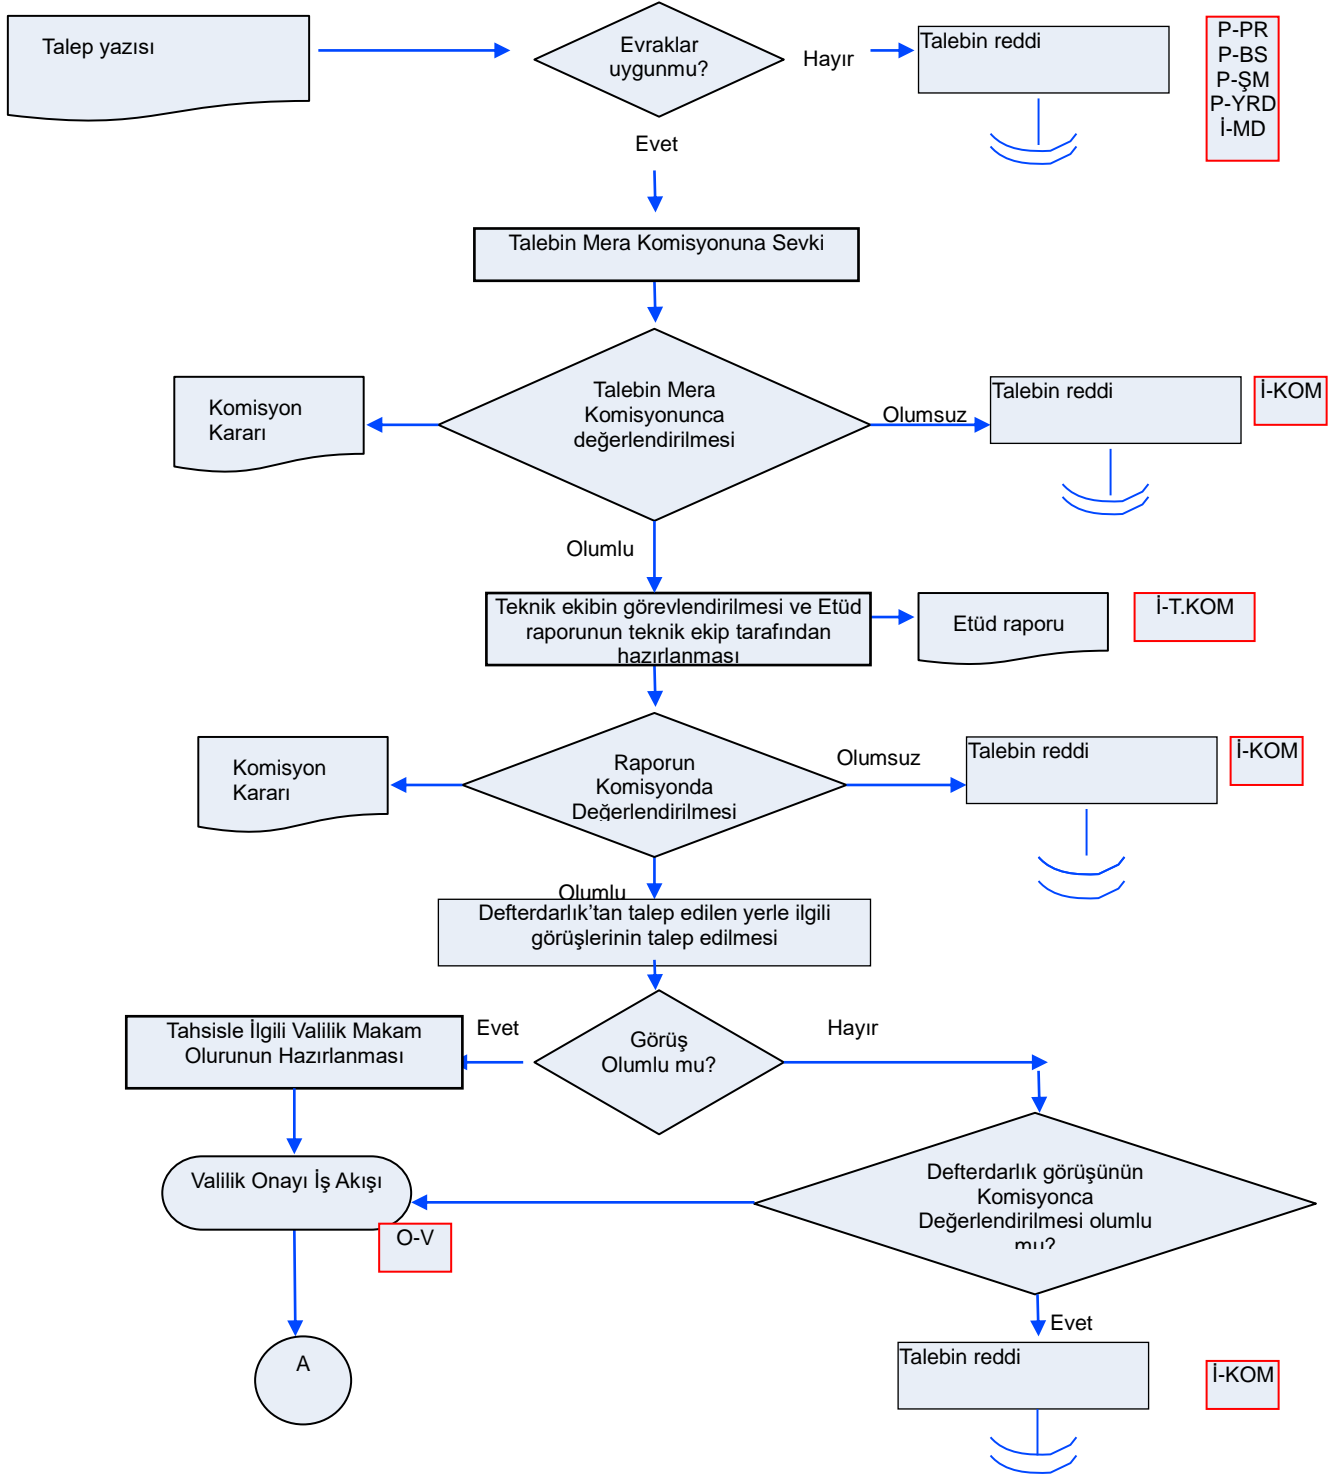 Talep yazısı
Evraklar
uygunmu?
Hayır
Talebin reddi
P-PR
P-BS
P-ŞM
P-YRD
İ-MD
Evet
Talebin Mera Komisyonuna Sevki
Komisyon
Kararı
Talebin Mera
Komisyonunca
değerlendirilmesi
Olumsuz
Talebin reddi
İ-KOM
Olumlu
Teknik ekibin görevlendirilmesi ve Etüd
raporunun teknik ekip tarafından
hazırlanması
Etüd raporu
İ-T.KOM
Komisyon
Kararı
Raporun
Komisyonda
Değerlendirilmesi
Olumsuz
Talebin reddi
İ-KOM
Olumlu
Defterdarlık’tan talep edilen yerle ilgili
görüşlerinin talep edilmesi
Tahsisle İlgili Valilik Makam
Olurunun Hazırlanması
Evet
Görüş
Olumlu mu?
Hayır
Valilik Onayı İş Akışı
O-V
Defterdarlık görüşünün
Komisyonca
Değerlendirilmesi olumlu
mu?
Evet
A
Talebin reddi
İ-KOM